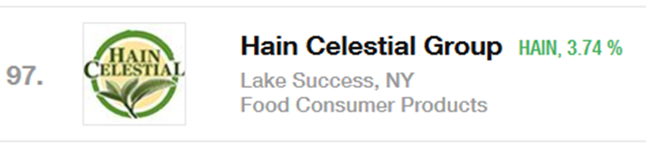 97.
HAIN
CELESTIAL
Hain Celestial Group HAIN, 3.74 %
Lake Success, NY
Food Consumer Products